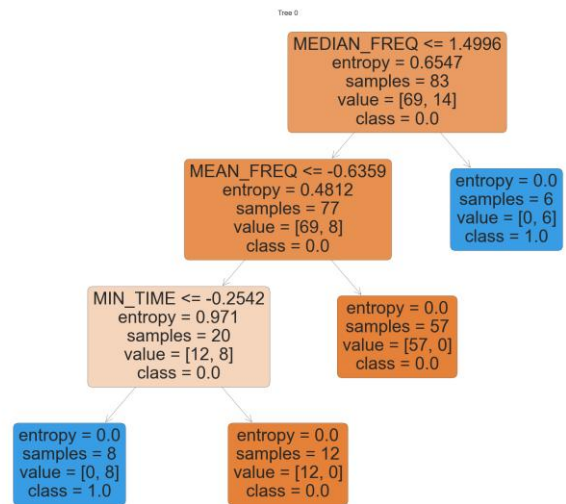 Tree 0
MEDIAN_FREQ <= 1.4996
entropy = 0.6547
samples = 83
value = [69, 14]
class = 0.0
MEAN_FREQ <= -0.6359
entropy = 0.4812
samples = 77
value = [69, 8]
class = 0.0
entropy = 0.0
samples = 6
value = [0, 6]
class = 1.0
MIN_TIME <= -0.2542
entropy = 0.971
samples = 20
value = [12, 8]
class = 0.0
entropy = 0.0
samples = 57
value = [57, 0]
class = 0.0
entropy = 0.0
samples = 8
value = [0, 8]
class = 1.0
entropy = 0.0
samples = 12
value = [12, 0]
class = 0.0